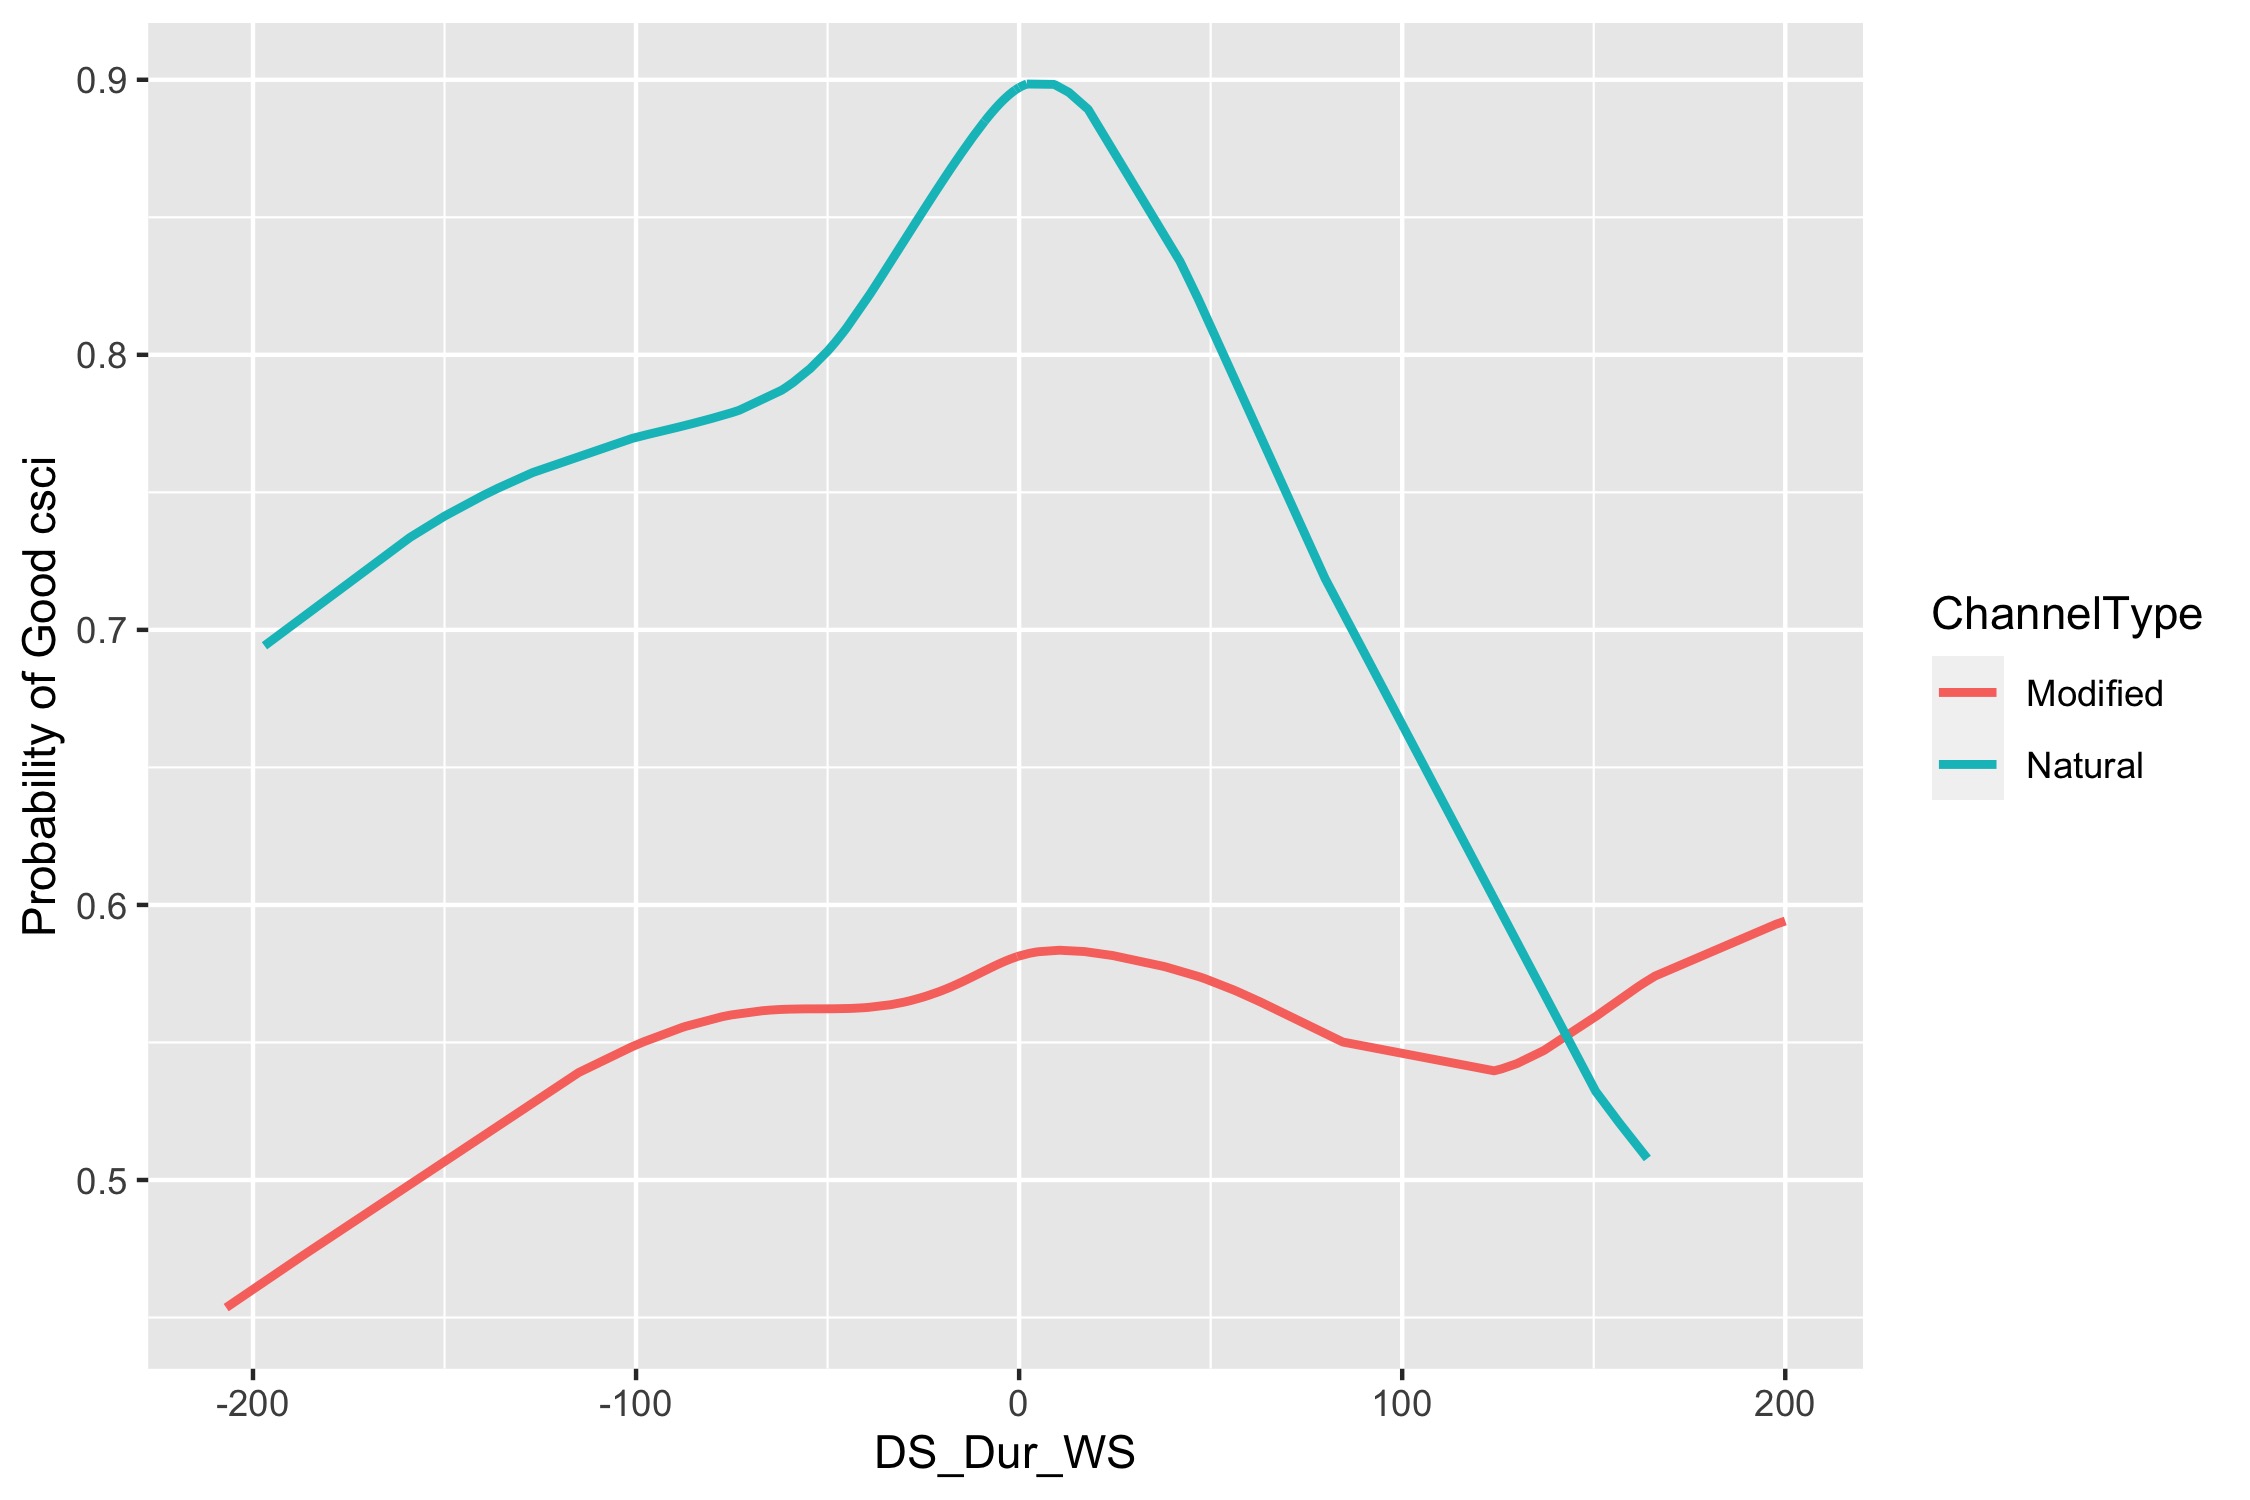 Probability of Good csci
0.9
0.8
0.7
0.6
0.5
-200
-100
0
100
200
DS_Dur_WS
ChannelType
Modified
Natural